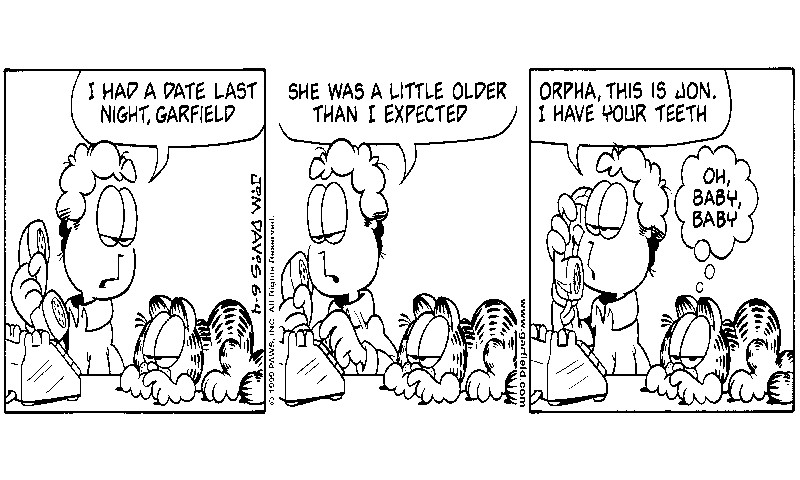 I HAD A DATE LAST
NIGHT, GARFIELD
JIM DAVIS 6-4
SHE WAS A LITTLE OLDER
THAN I EXPECTED
© 1999 PAWS, INC. All Rights Reserved.
www.garfield.com
ORPHA, THIS IS JON.
I HAVE YOUR TEETH
OH,
BABY,
BABY